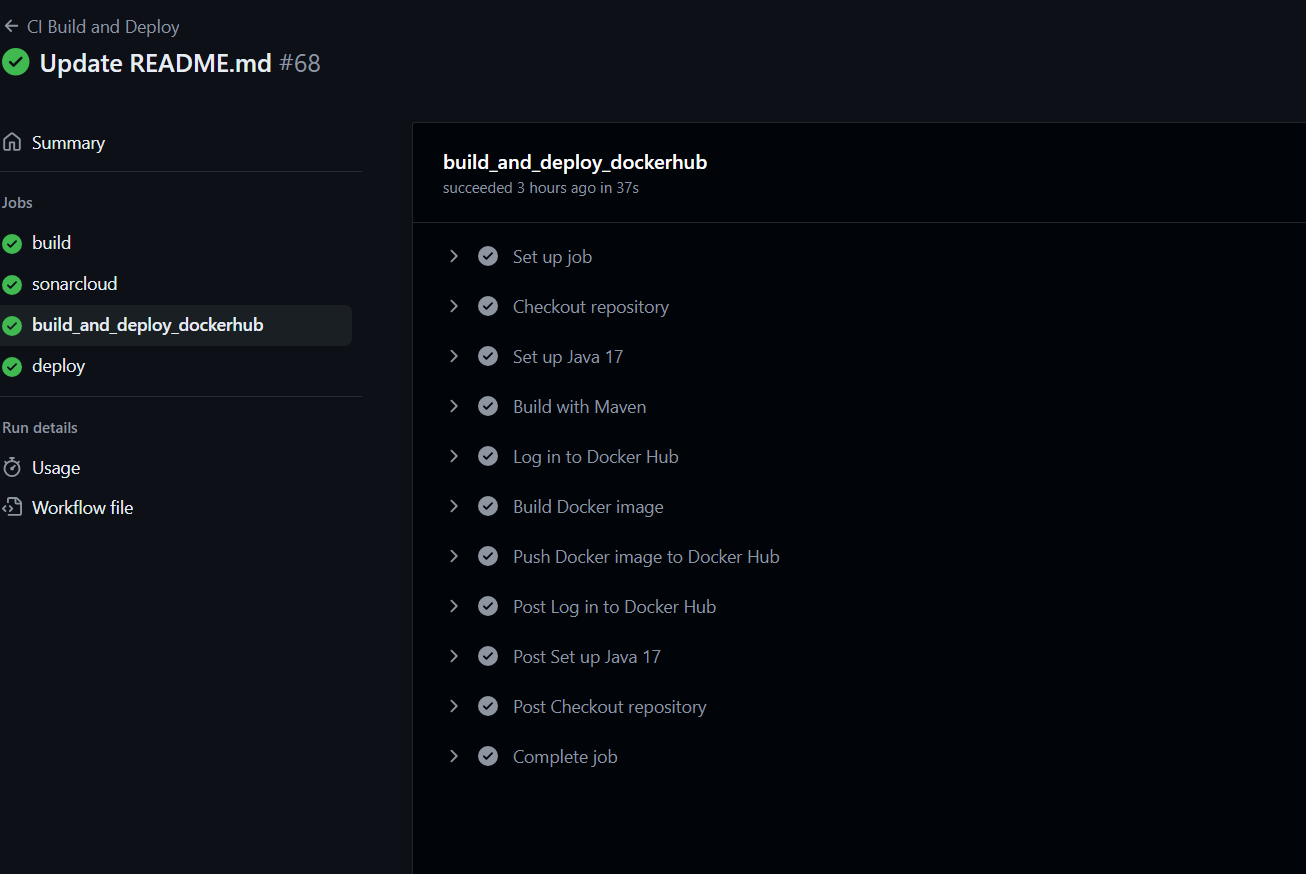 CI Build and Deploy
Update README.md #68
Summary
Jobs
build
sonarcloud
build_and_deploy_dockerhub
deploy
Run details
Usage
Workflow file
build_and_deploy_dockerhub
succeeded 3 hours ago in 37s
Set up job
Checkout repository
Set up Java 17
Build with Maven
Log in to Docker Hub
Build Docker image
Push Docker image to Docker Hub
Post Log in to Docker Hub
Post Set up Java 17
Post Checkout repository
Complete job